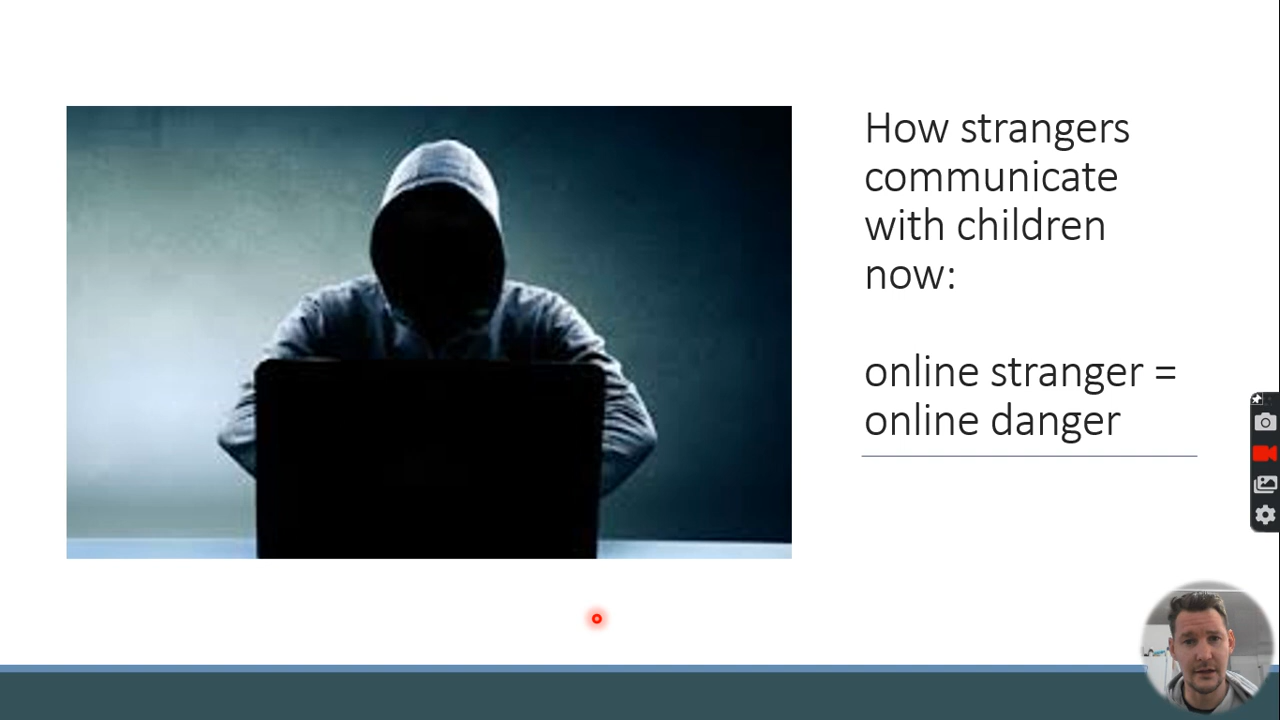 How strangers
communicate
with children
now:
online stranger =
online danger